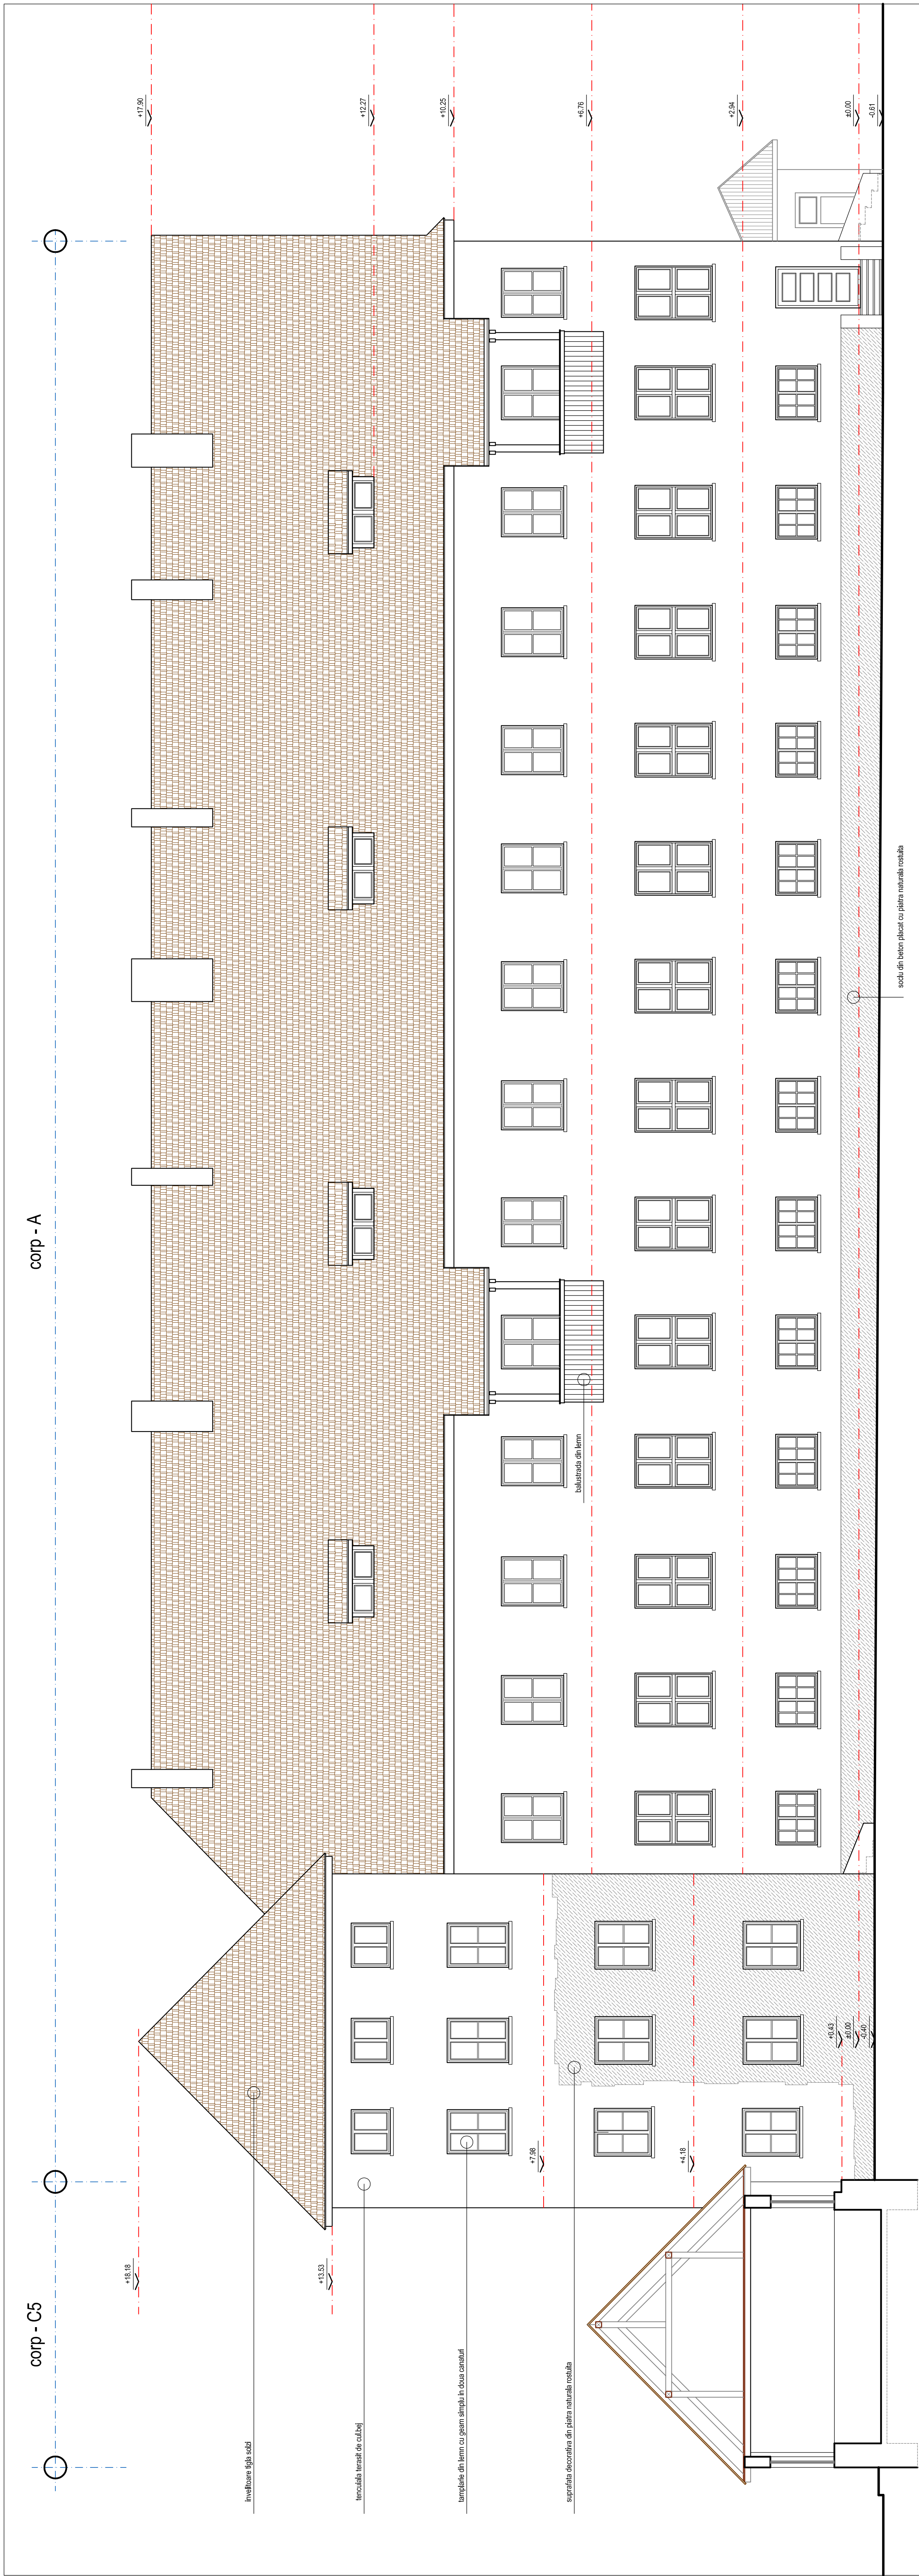 corp - C5
corp - A
+18.18
+13.53
+17.90
+12.27
+10.25
+6.76
+2.94
±0.00
-0.61
+7.98
+4.18
+0.43
±0.00
-0.40
invelitoare tigla solzi
tencuiala terasit de culbej
tamplarie din lemn cu geam simplu in doua canaturi
suprafata decorativa din piatra naturala rostuita
balustrada din lemn
soclu din beton placat cu piatra naturala rostuita